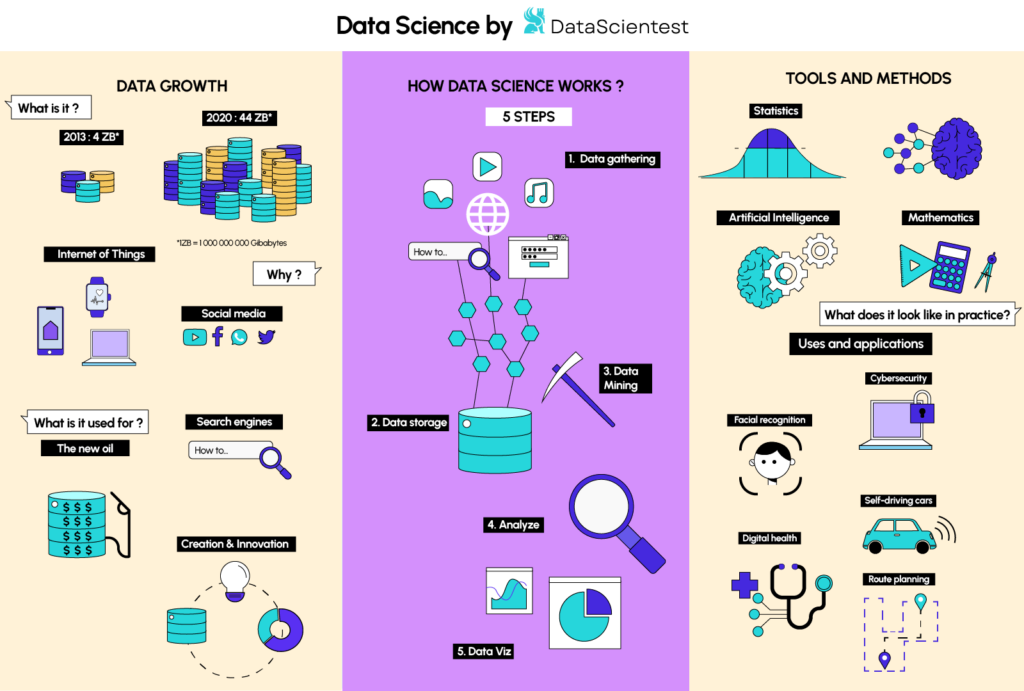 Data Science by DataScientest
DATA GROWTH
What is it ?
2013 : 4 ZB*
2020 : 44 ZB*
*1ZB = 1 000 000 000 Gibabytes
Internet of Things
Why ?
Social media
What is it used for ?
The new oil
$ $ $
$ $ $
$ $ $
$ $ $
Search engines
How to...
Creation & Innovation
HOW DATA SCIENCE WORKS ?
5 STEPS
1. Data gathering
How to...
3. Data
Mining
2. Data storage
4. Analyze
5. Data Viz
TOOLS AND METHODS
Statistics
Artificial Intelligence
Mathematics
What does it look like in practice?
Uses and applications
Cybersecurity
Facial recognition
Self-driving cars
Digital health
Route planning